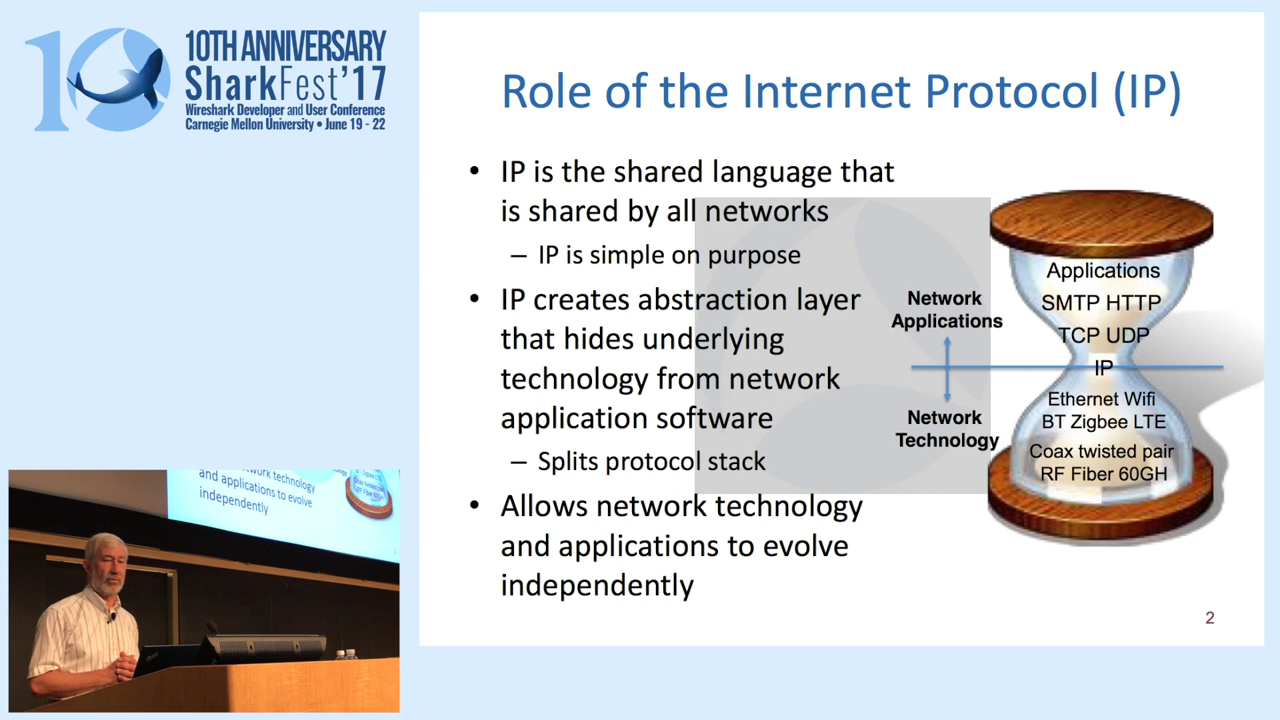 10TH ANNIVERSARY
SharkFest'17
Wireshark Developer and User Conference
Carnegie Mellon University • June 19 - 22
Role of the Internet Protocol (IP)
• IP is the shared language that
is shared by all networks
– IP is simple on purpose
• IP creates abstraction layer
that hides underlying
technology from network
application software
– Splits protocol stack
• Allows network technology
and applications to evolve
independently
Network
Applications
Network
Technology
Applications
SMTP HTTP
TCP UDP
IP
Ethernet Wifi
BT Zigbee LTE
Coax twisted pair
RF Fiber 60GH
2
network technology
and applications to evolve
independently